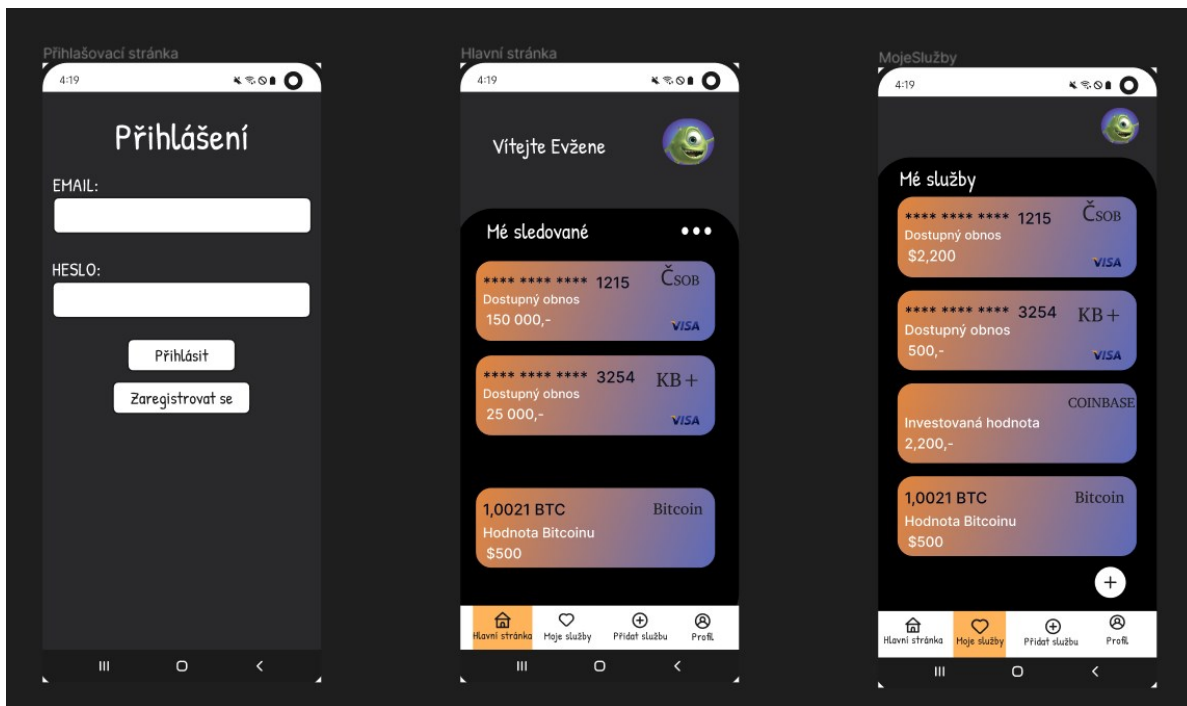 Přihlašovací stránka
4:19
Přihlášení
EMAIL:
HESLO:
Přihlásit
Zaregistrovat se
Hlavní stránka
4:19
Vítejte Evžene
Mé sledované
**** **** **** 1215 ČSOB
Dostupný obnos
150 000,-
VISA
**** **** **** 3254 KB+
Dostupný obnos
25 000,-
VISA
1,0021 BTC Bitcoin
Hodnota Bitcoinu
$500
Hlavní stránka Moje služby Přidat službu Profil
MojeSlužby
4:19
Mé služby
**** **** **** 1215 ČSOB
Dostupný obnos
$2,200
VISA
**** **** **** 3254 KB+
Dostupný obnos
500,-
VISA
COINBASE
Investovaná hodnota
2,200,-
1,0021 BTC Bitcoin
Hodnota Bitcoinu
$500
Hlavní stránka Moje služby Přidat službu Profil